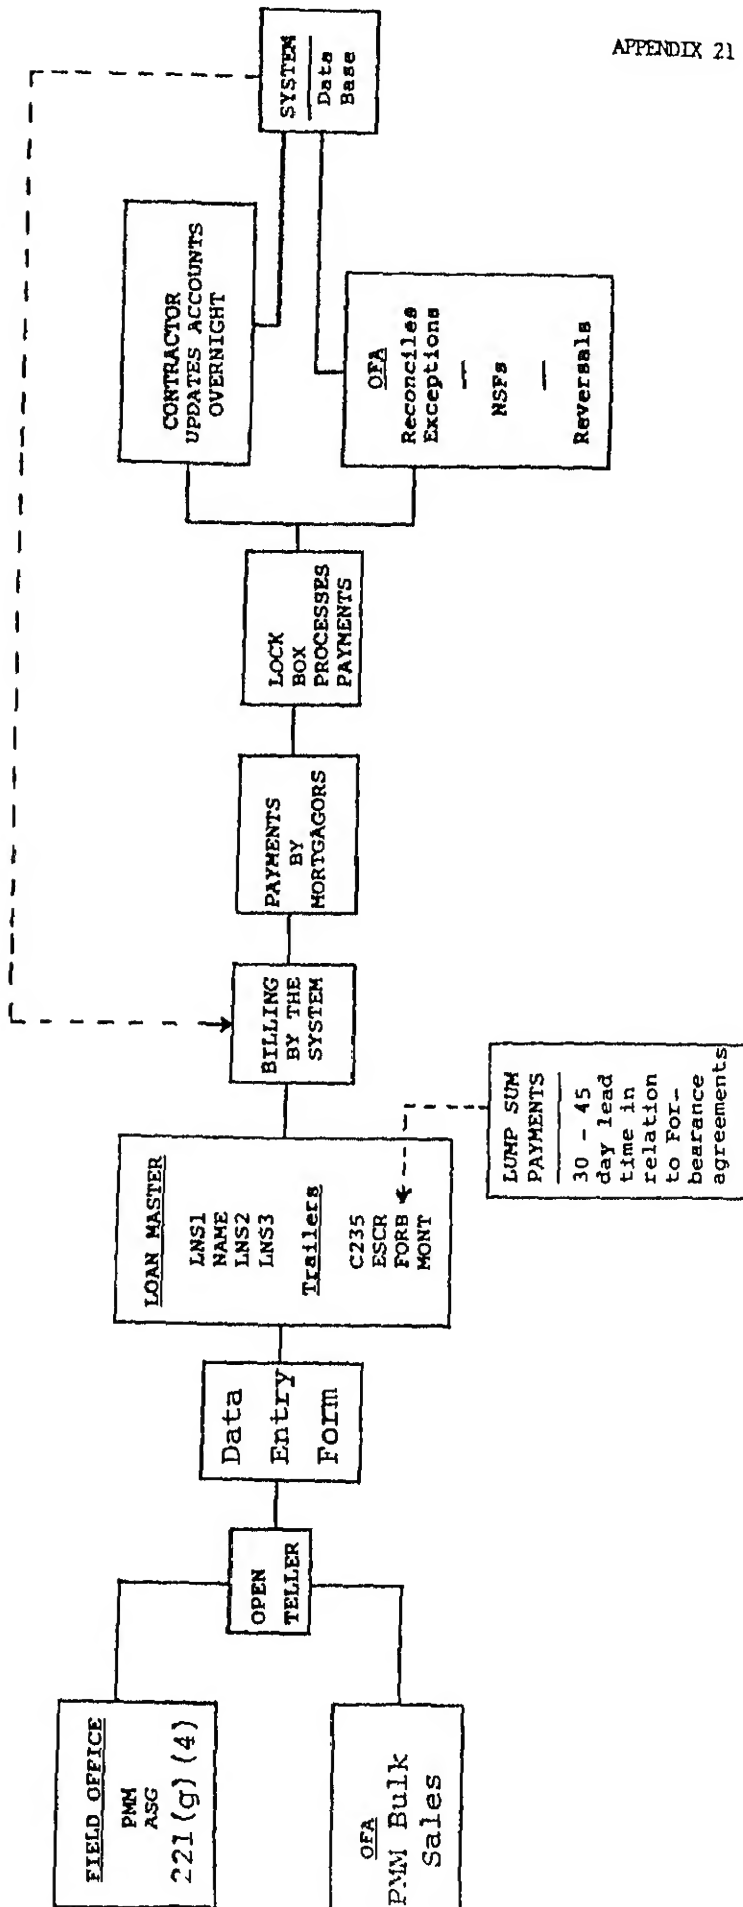 APPENDIX 21
FIELD OFFICE
PMM
ASG
221(g)(4)
OFA
PMM Bulk
Sales
OPEN
TELLER
Data
Entry
Form
LOAN MASTER
LNS1
NAME
LNS2
LNS3
Trailers
C235
ESCR
FORB
MONT
LUMP SUM
PAYMENTS
30 - 45
day lead
time in
relation
to For-
bearance
agreements
BILLING
BY THE
SYSTEM
PAYMENTS
BY
MORTGAGORS
LOCK
BOX
PROCESSES
PAYMENTS
CONTRACTOR
UPDATES ACCOUNTS
OVERNIGHT
OFA
Reconciles
Exceptions
—
NSFs
—
Reversals
SYSTEM
Data
Base